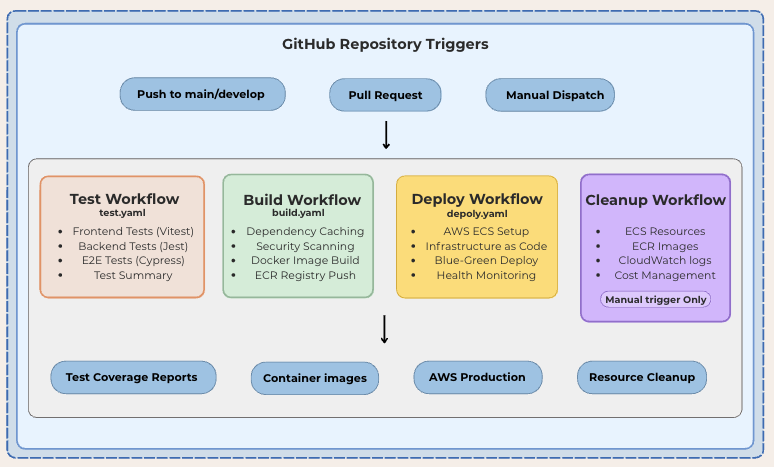 GitHub Repository Triggers
Push to main/develop
Pull Request
Manual Dispatch
Test Workflow
test.yaml
• Frontend Tests (Vitest)
• Backend Tests (Jest)
• E2E Tests (Cypress)
• Test Summary
Build Workflow
build.yaml
• Dependency Caching
• Security Scanning
• Docker Image Build
• ECR Registry Push
Deploy Workflow
depoly.yaml
• AWS ECS Setup
• Infrastructure as Code
• Blue-Green Deploy
• Health Monitoring
Cleanup Workflow
• ECS Resources
• ECR Images
• CloudWatch logs
• Cost Management
Manual trigger Only
Test Coverage Reports
Container images
AWS Production
Resource Cleanup